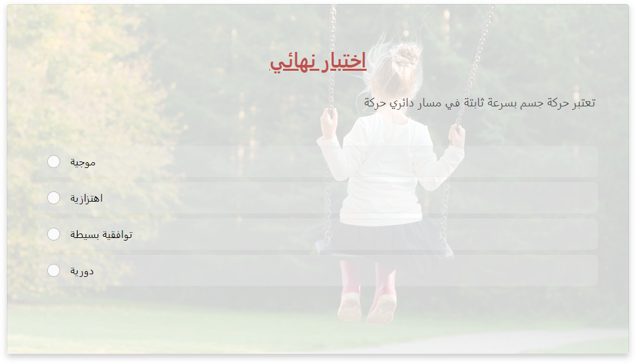 اختبار نهائي
تعتبر حركة جسم بسرعة ثابتة في مسار دائري حركة
موجية
اهتزازية
توافقية بسيطة
دورية